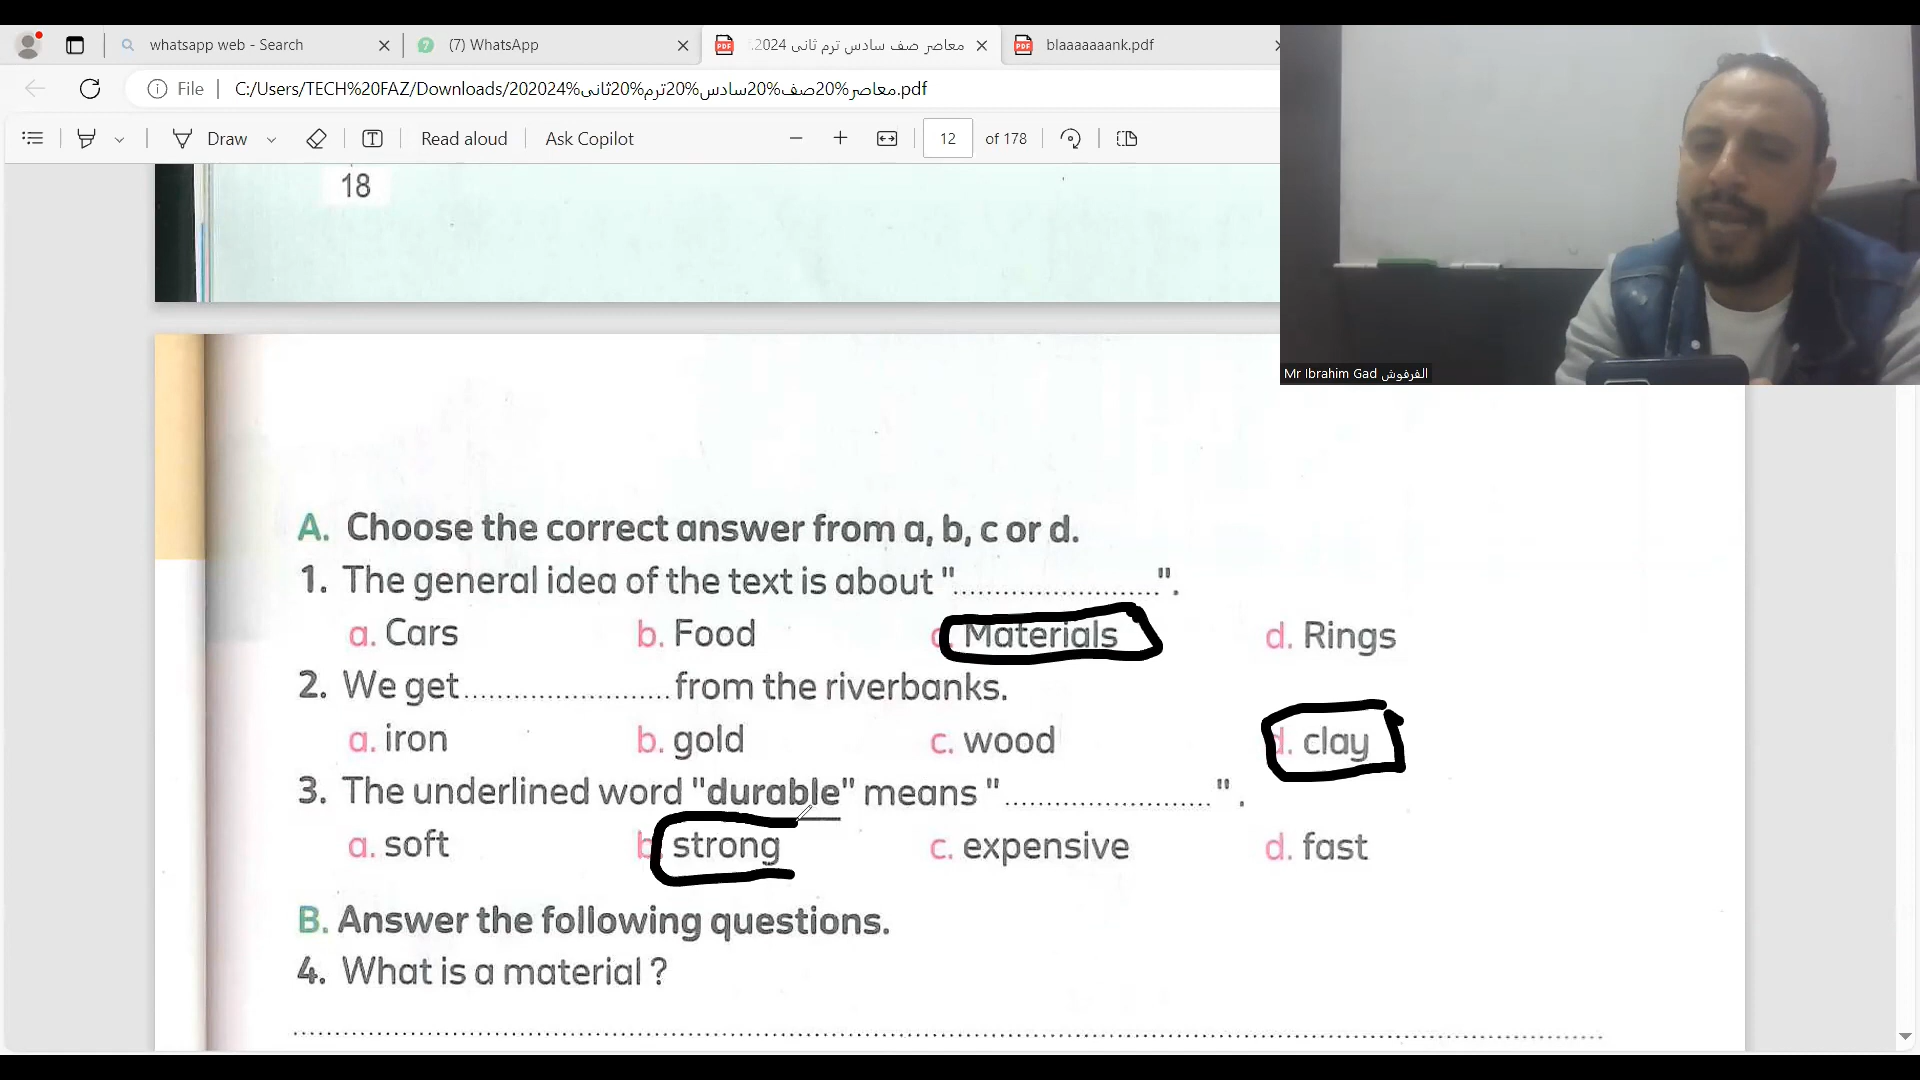 whatsapp web - Search
(7) WhatsApp
معاصر صف سادس ترم ثانى 2024
blaaaaaaank.pdf
File
C:/Users/TECH%20FAZ/Downloads/202024%معاصر%20صف%20سادس%20ترم%20ثانى.pdf
Draw
Read aloud
Ask Copilot
12 of 178
18
Mr Ibrahim Gad الفرفوش
A. Choose the correct answer from a, b, c or d.
1. The general idea of the text is about "........................".
a. Cars b. Food c. Materials d. Rings
2. We get........................from the riverbanks.
a. iron b. gold c. wood d. clay
3. The underlined word "durable" means "........................".
a. soft b. strong c. expensive d. fast
B. Answer the following questions.
4. What is a material ?